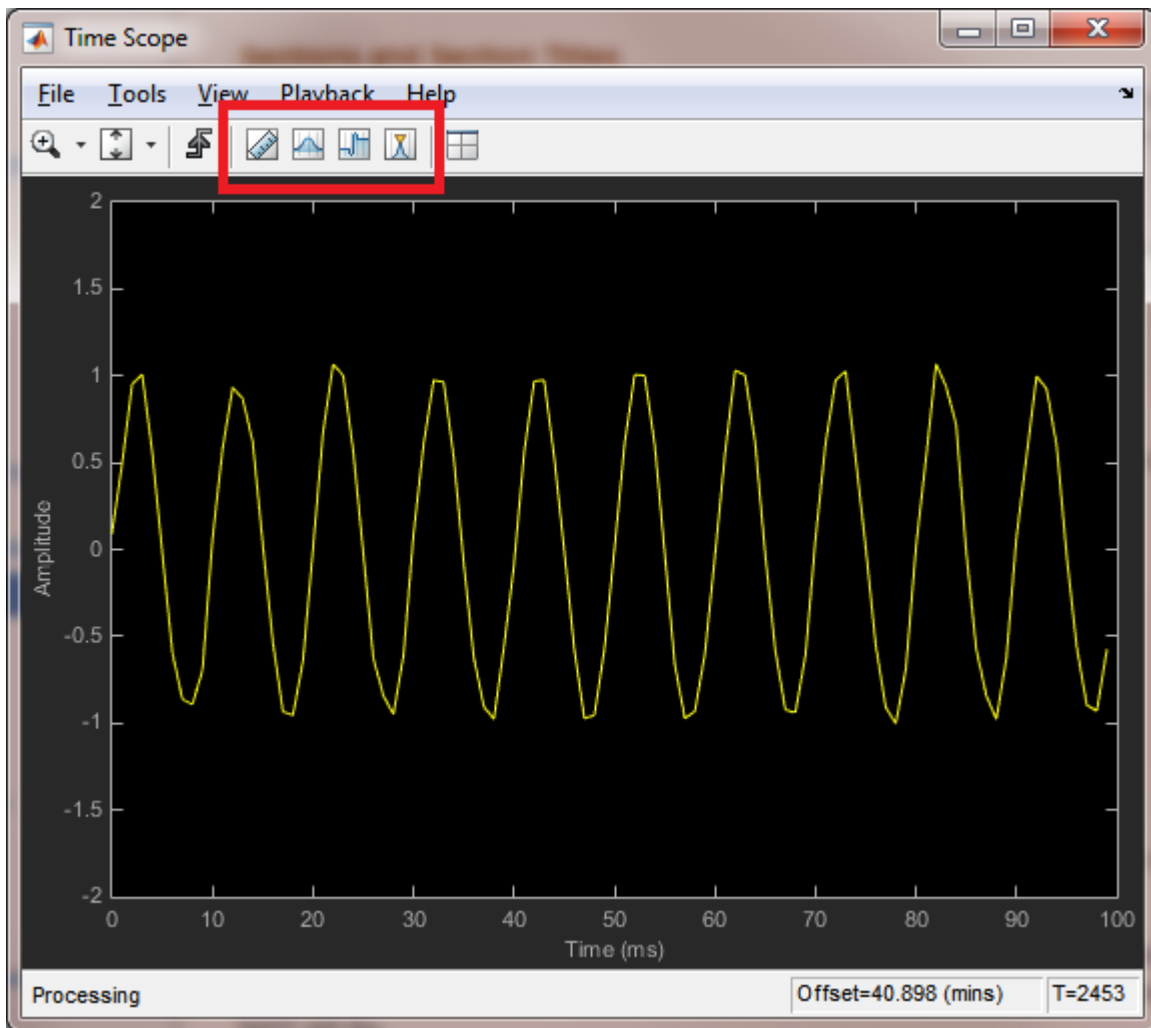 Time Scope
File Tools View Playback Help
2
1.5
1
0.5
0
-0.5
-1
-1.5
-2
Amplitude
0 10 20 30 40 50 60 70 80 90 100
Time (ms)
Processing
Offset=40.898 (mins) T=2453